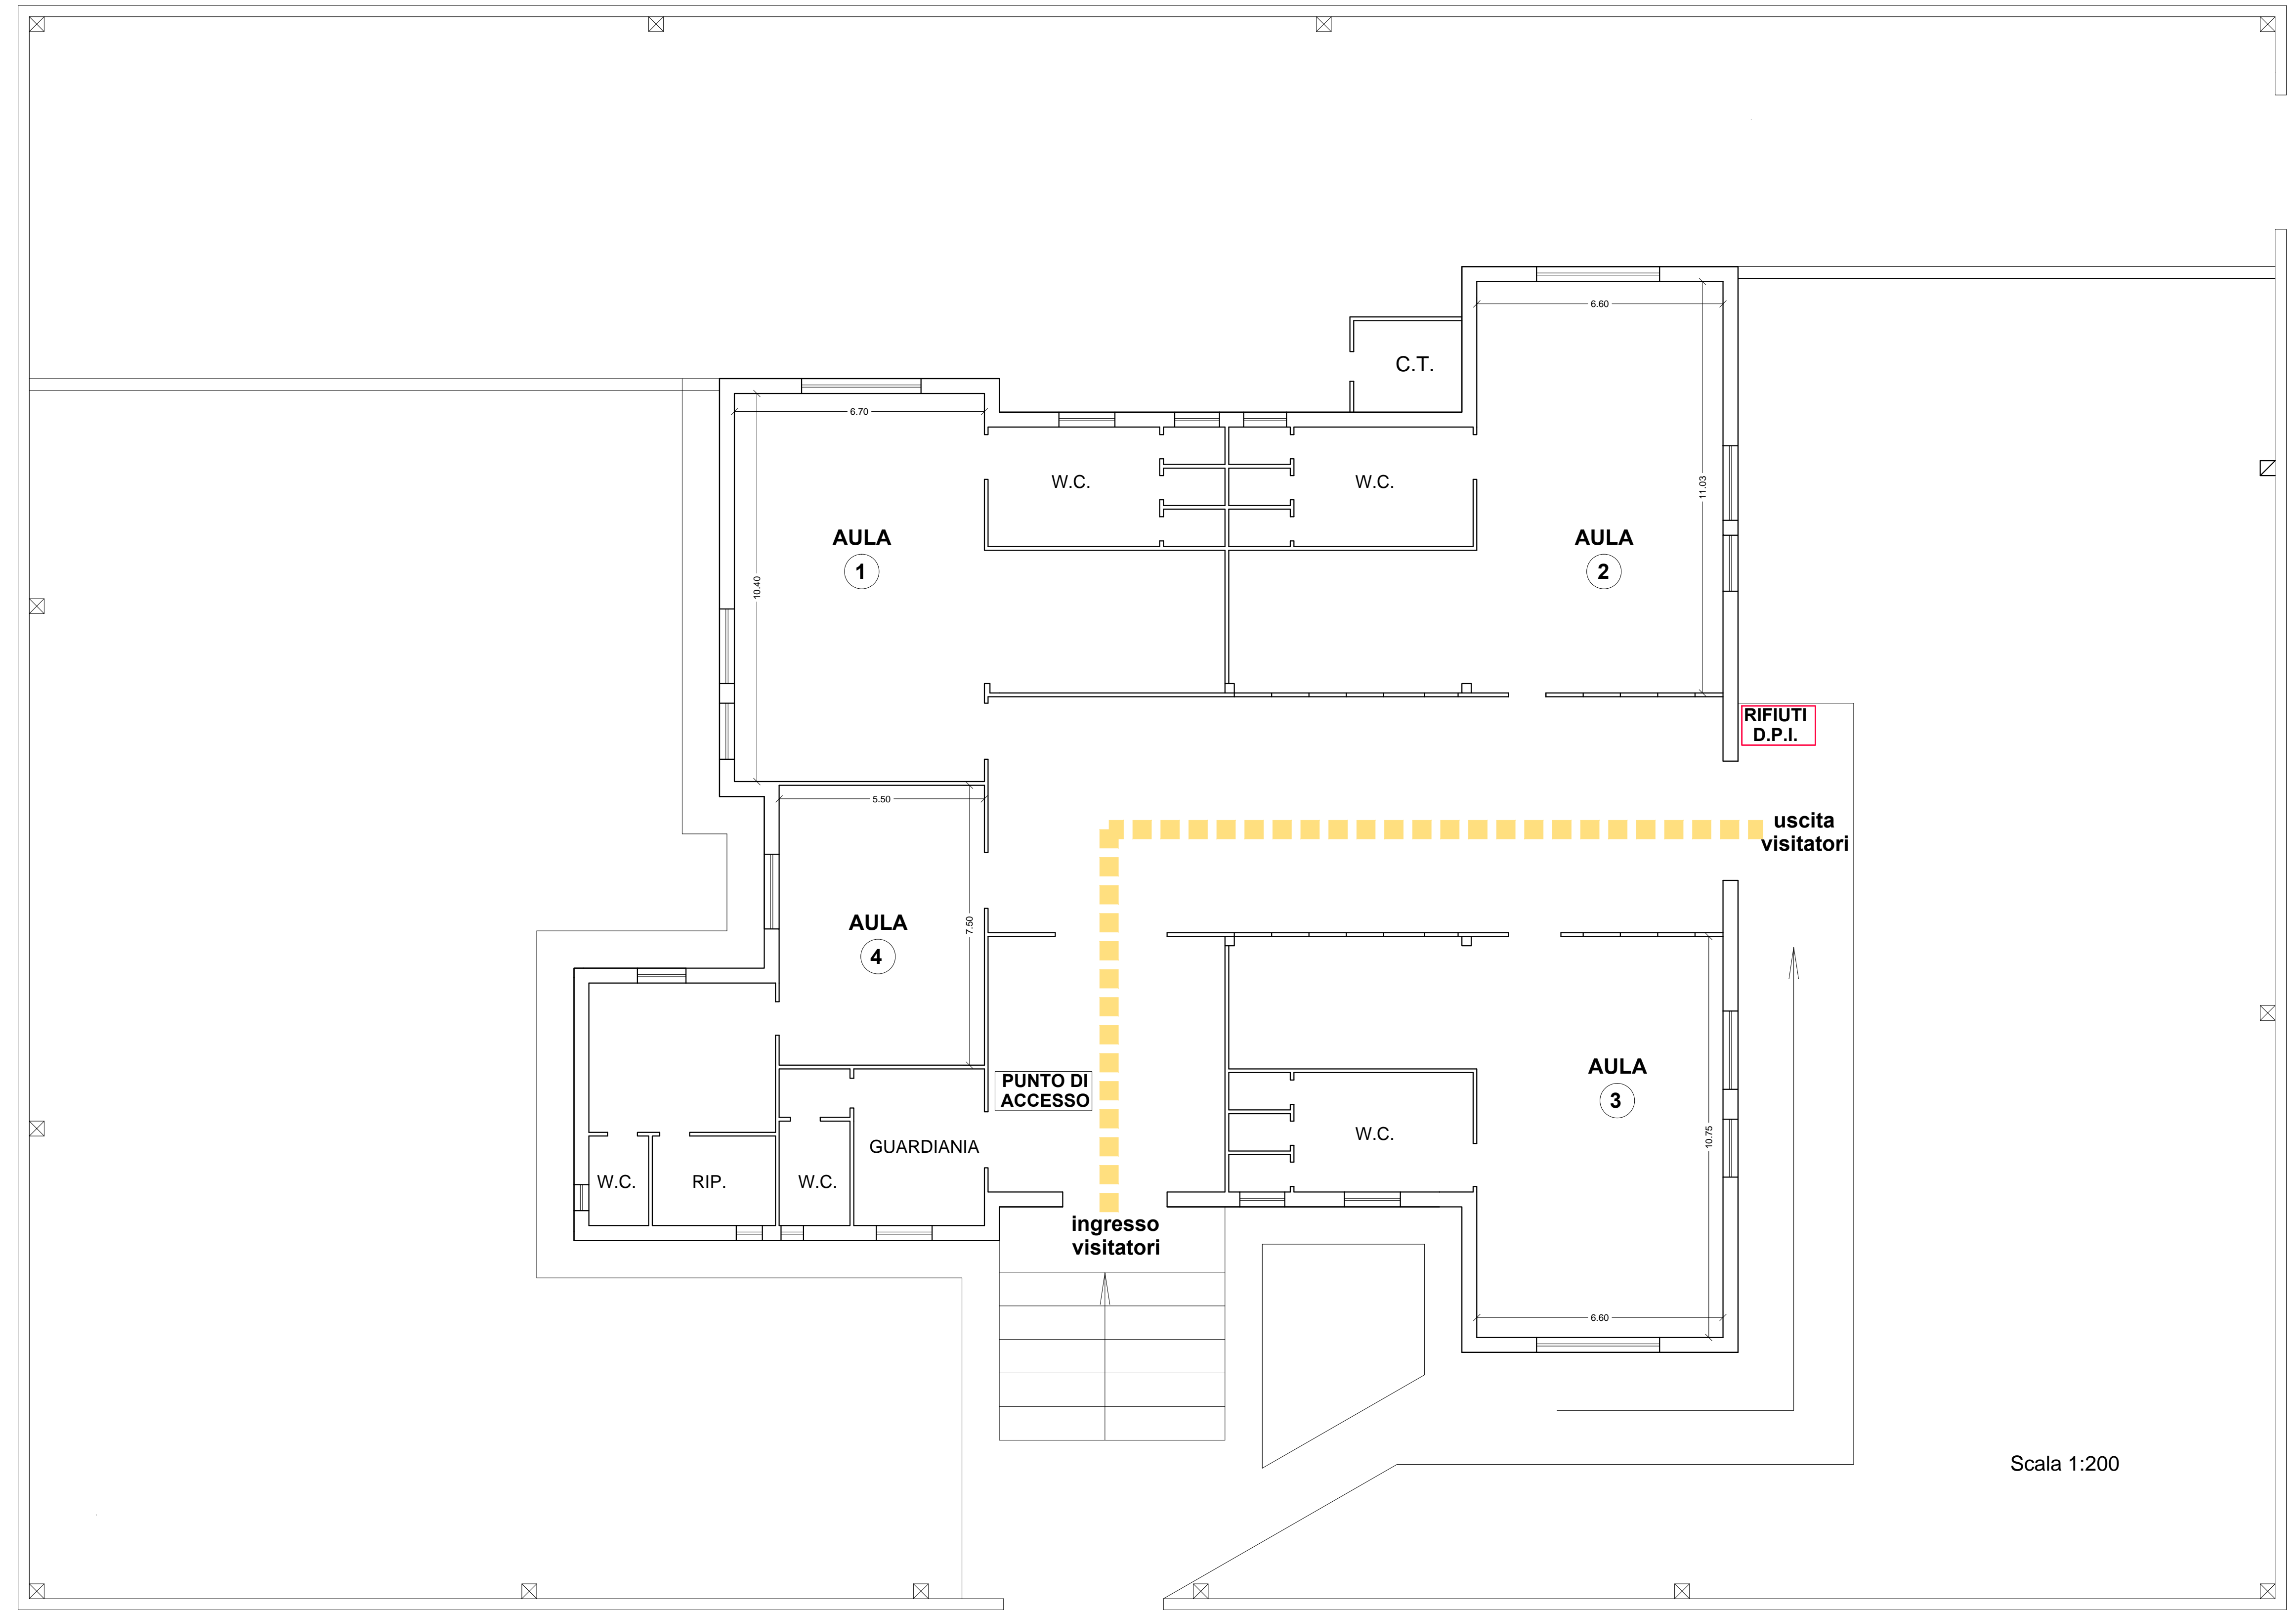 6.60
C.T.
6.70
W.C.
W.C.
11.03
AULA
1
AULA
2
10.40
RIFIUTI
D.P.I.
5.50
uscita
visitatori
AULA
4
7.50
AULA
3
PUNTO DI
ACCESSO
GUARDIANIA
W.C.
10.75
W.C.
RIP.
W.C.
ingresso
visitatori
6.60
Scala 1:200